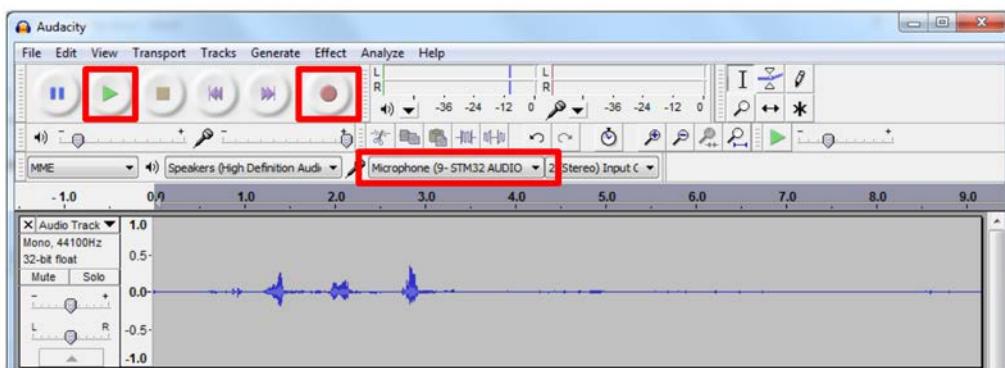 Audacity
File Edit View Transport Tracks Generate Effect Analyze Help
L L
R R
-36 -24 -12 0 -36 -24 -12 0
MME Speakers (High Definition Audi Microphone (9- STM32 AUDIO 2 (Stereo) Input C
- 1.0 0.0 1.0 2.0 3.0 4.0 5.0 6.0 7.0 8.0 9.0
X Audio Track 1.0
Mono, 44100Hz
32-bit float 0.5
Mute Solo
- + 0.0
L R -0.5
-1.0